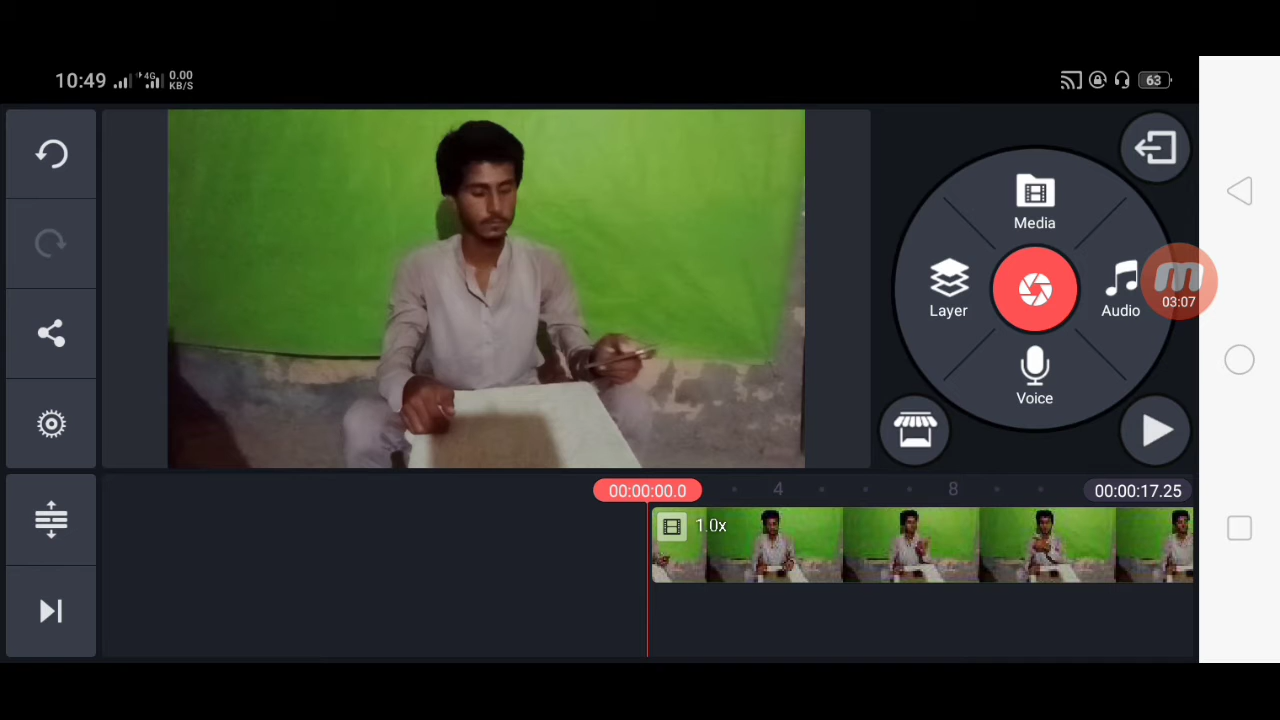 10:49 4G 0.00 KB/S 63
Media
Layer
Audio
m
03:07
Voice
00:00:00.0 4 8 00:00:17.25
1.0x